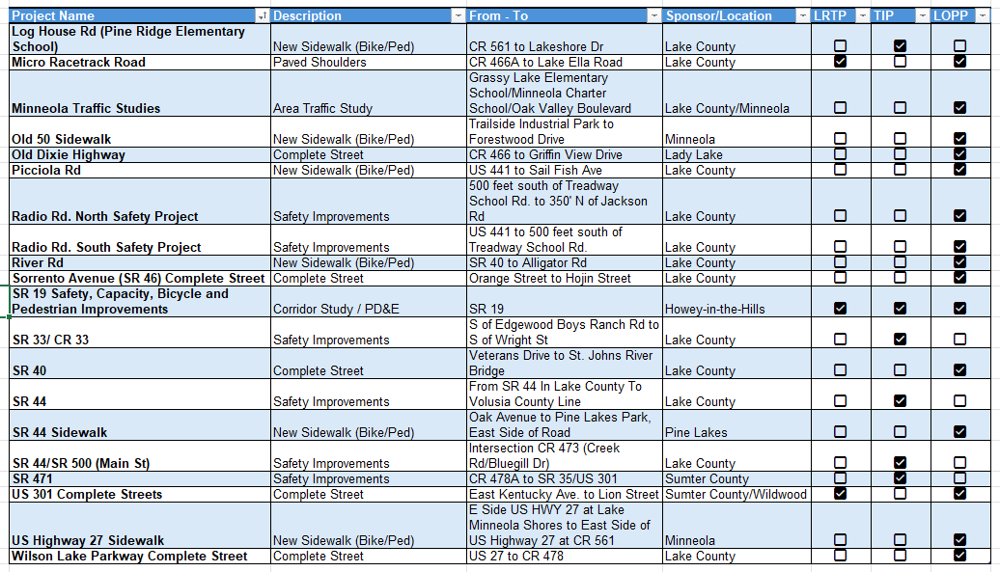 Project Name Description From - To Sponsor/Location LRTP TIP LOPP
Log House Rd (Pine Ridge Elementary
School) New Sidewalk (Bike/Ped) CR 561 to Lakeshore Dr Lake County
Micro Racetrack Road Paved Shoulders CR 466A to Lake Ella Road Lake County
Grassy Lake Elementary
School/Minneola Charter
Minneola Traffic Studies Area Traffic Study School/Oak Valley Boulevard Lake County/Minneola
Trailside Industrial Park to
Old 50 Sidewalk New Sidewalk (Bike/Ped) Forestwood Drive Minneola
Old Dixie Highway Complete Street CR 466 to Griffin View Drive Lady Lake
Picciola Rd New Sidewalk (Bike/Ped) US 441 to Sail Fish Ave Lake County
500 feet south of Treadway
School Rd. to 350' N of Jackson
Radio Rd. North Safety Project Safety Improvements Rd Lake County
US 441 to 500 feet south of
Radio Rd. South Safety Project Safety Improvements Treadway School Rd. Lake County
River Rd New Sidewalk (Bike/Ped) SR 40 to Alligator Rd Lake County
Sorrento Avenue (SR 46) Complete Street Complete Street Orange Street to Hojin Street Lake County
SR 19 Safety, Capacity, Bicycle and
Pedestrian Improvements Corridor Study / PD&E SR 19 Howey-in-the-Hills
S of Edgewood Boys Ranch Rd to
SR 33/ CR 33 Safety Improvements S of Wright St Lake County
Veterans Drive to St. Johns River
SR 40 Complete Street Bridge Lake County
From SR 44 In Lake County To
SR 44 Safety Improvements Volusia County Line Lake County
Oak Avenue to Pine Lakes Park,
SR 44 Sidewalk New Sidewalk (Bike/Ped) East Side of Road Pine Lakes
Intersection CR 473 (Creek
SR 44/SR 500 (Main St) Safety Improvements Rd/Bluegill Dr) Lake County
SR 471 Safety Improvements CR 478A to SR 35/US 301 Sumter County
US 301 Complete Streets Complete Street East Kentucky Ave. to Lion Street Sumter County/Wildwood
E Side US HWY 27 at Lake
Minneola Shores to East Side of
US Highway 27 Sidewalk New Sidewalk (Bike/Ped) US Highway 27 at CR 561 Minneola
Wilson Lake Parkway Complete Street Complete Street US 27 to CR 478 Lake County